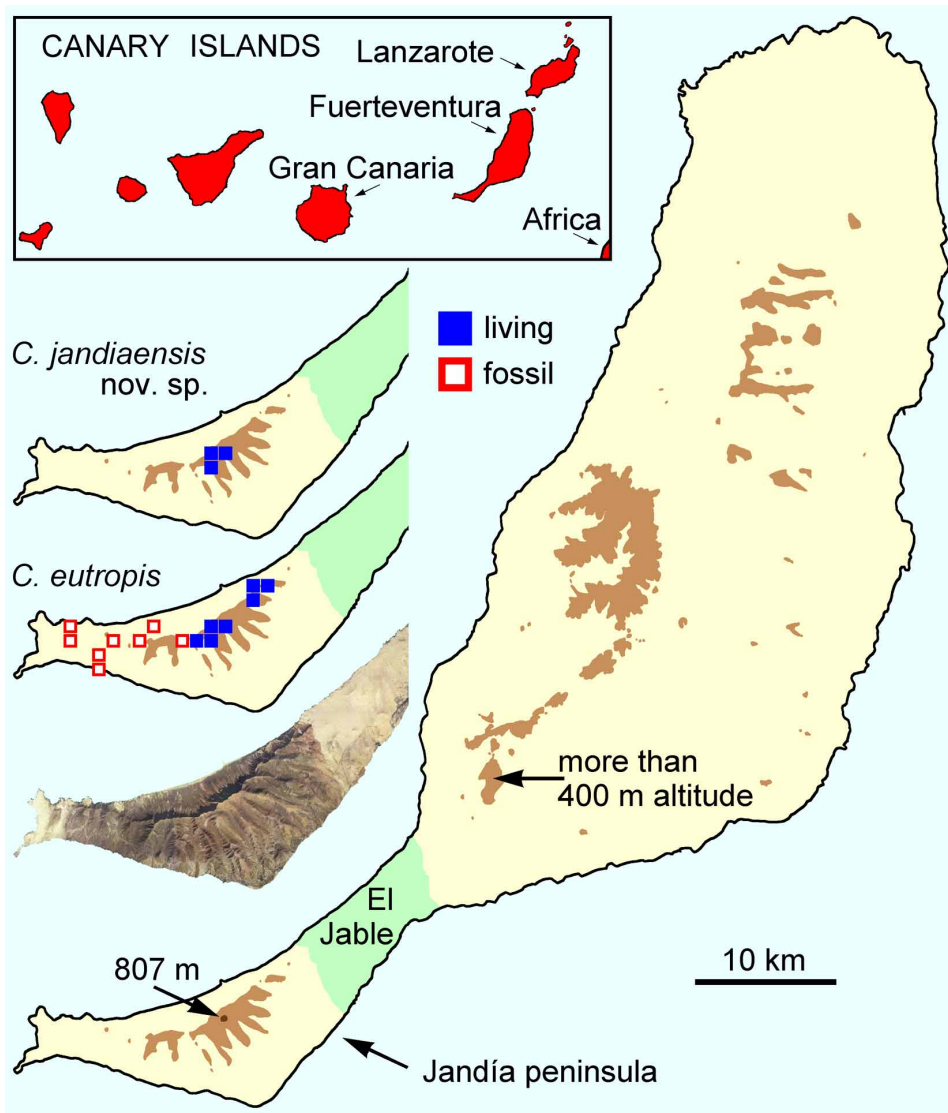 CANARY ISLANDS
Lanzarote
Fuerteventura
Gran Canaria
Africa
C. jandiaensis
nov. sp.
living
fossil
C. eutropis
more than
400 m altitude
El
Jable
807 m
10 km
Jandía peninsula